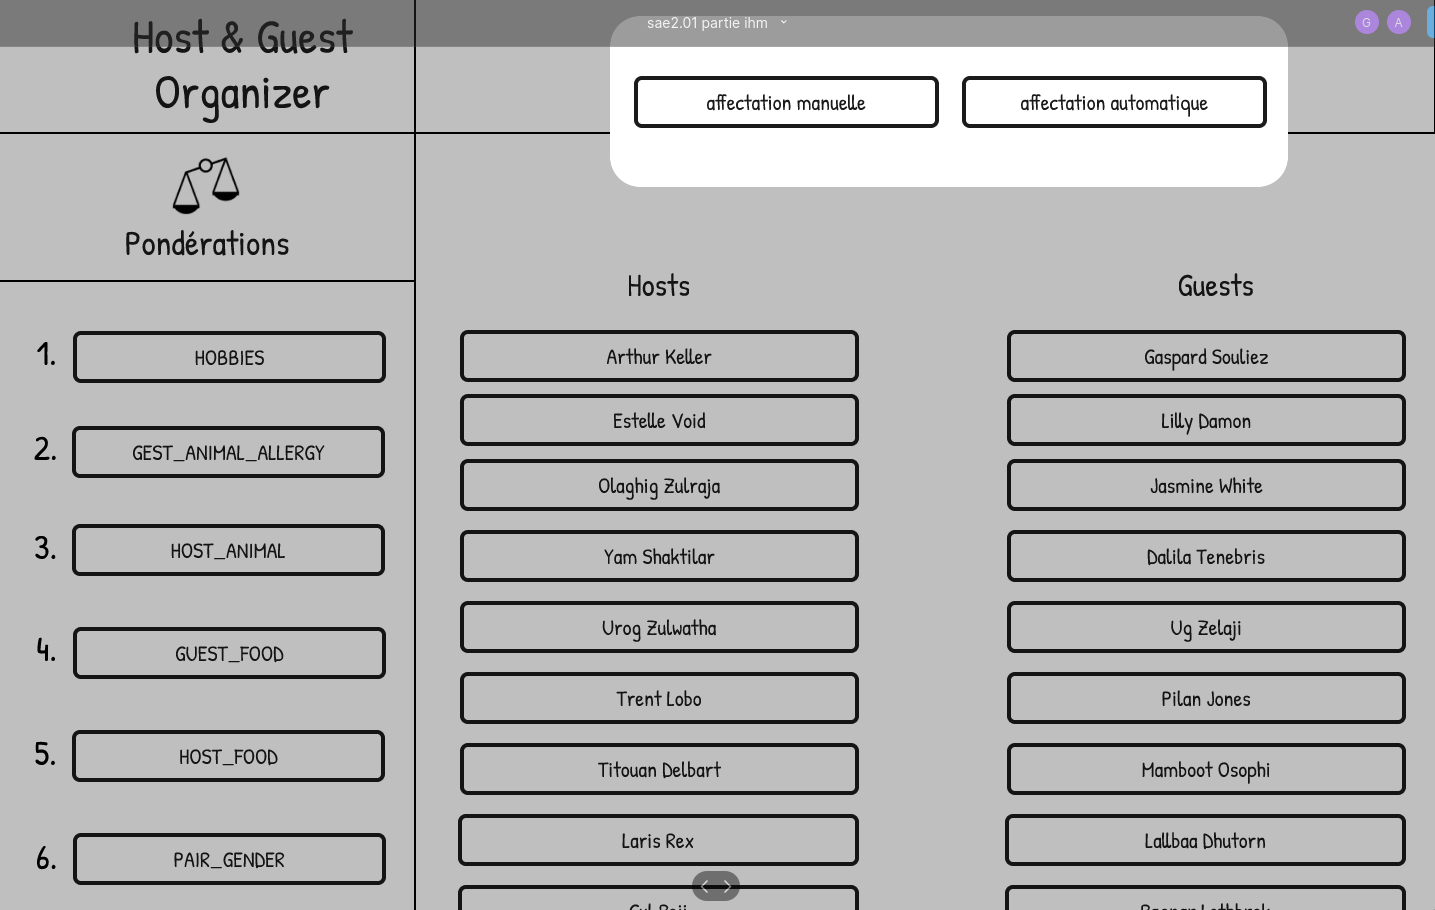 sae2.01 partie ihm
G A
Host & Guest
Organizer
affectation manuelle
affectation automatique
Pondérations
1. HOBBIES
2. GEST_ANIMAL_ALLERGY
3. HOST_ANIMAL
4. GUEST_FOOD
5. HOST_FOOD
6. PAIR_GENDER
Hosts
Arthur Keller
Estelle Void
Olaghig Zulraja
Yam Shaktilar
Urog Zulwatha
Trent Lobo
Titouan Delbart
Laris Rex
Guests
Gaspard Souliez
Lilly Damon
Jasmine White
Dalila Tenebris
Ug Zelaji
Pilan Jones
Mamboot Osophi
Lallbaa Dhutorn